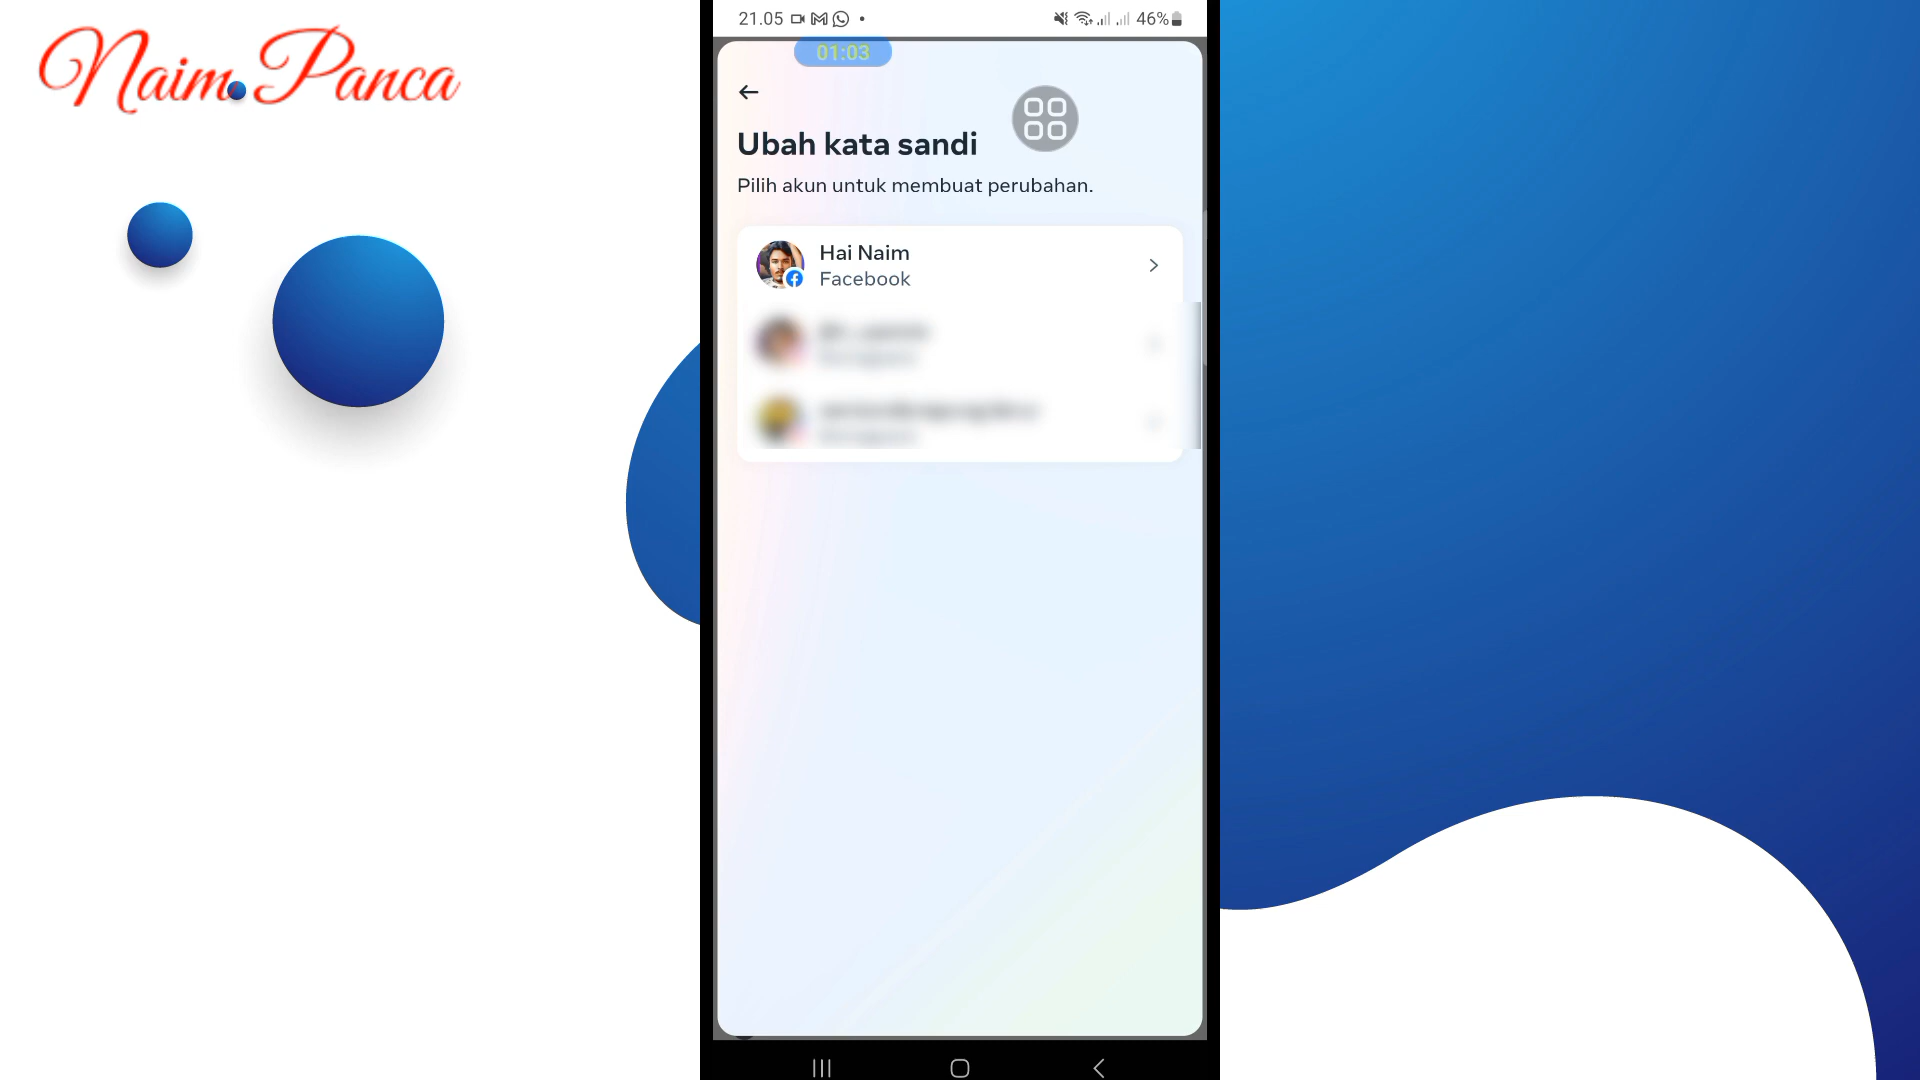 Naim.Panca
21.05
46%
01:03
Ubah kata sandi
Pilih akun untuk membuat perubahan.
Hai Naim
Facebook